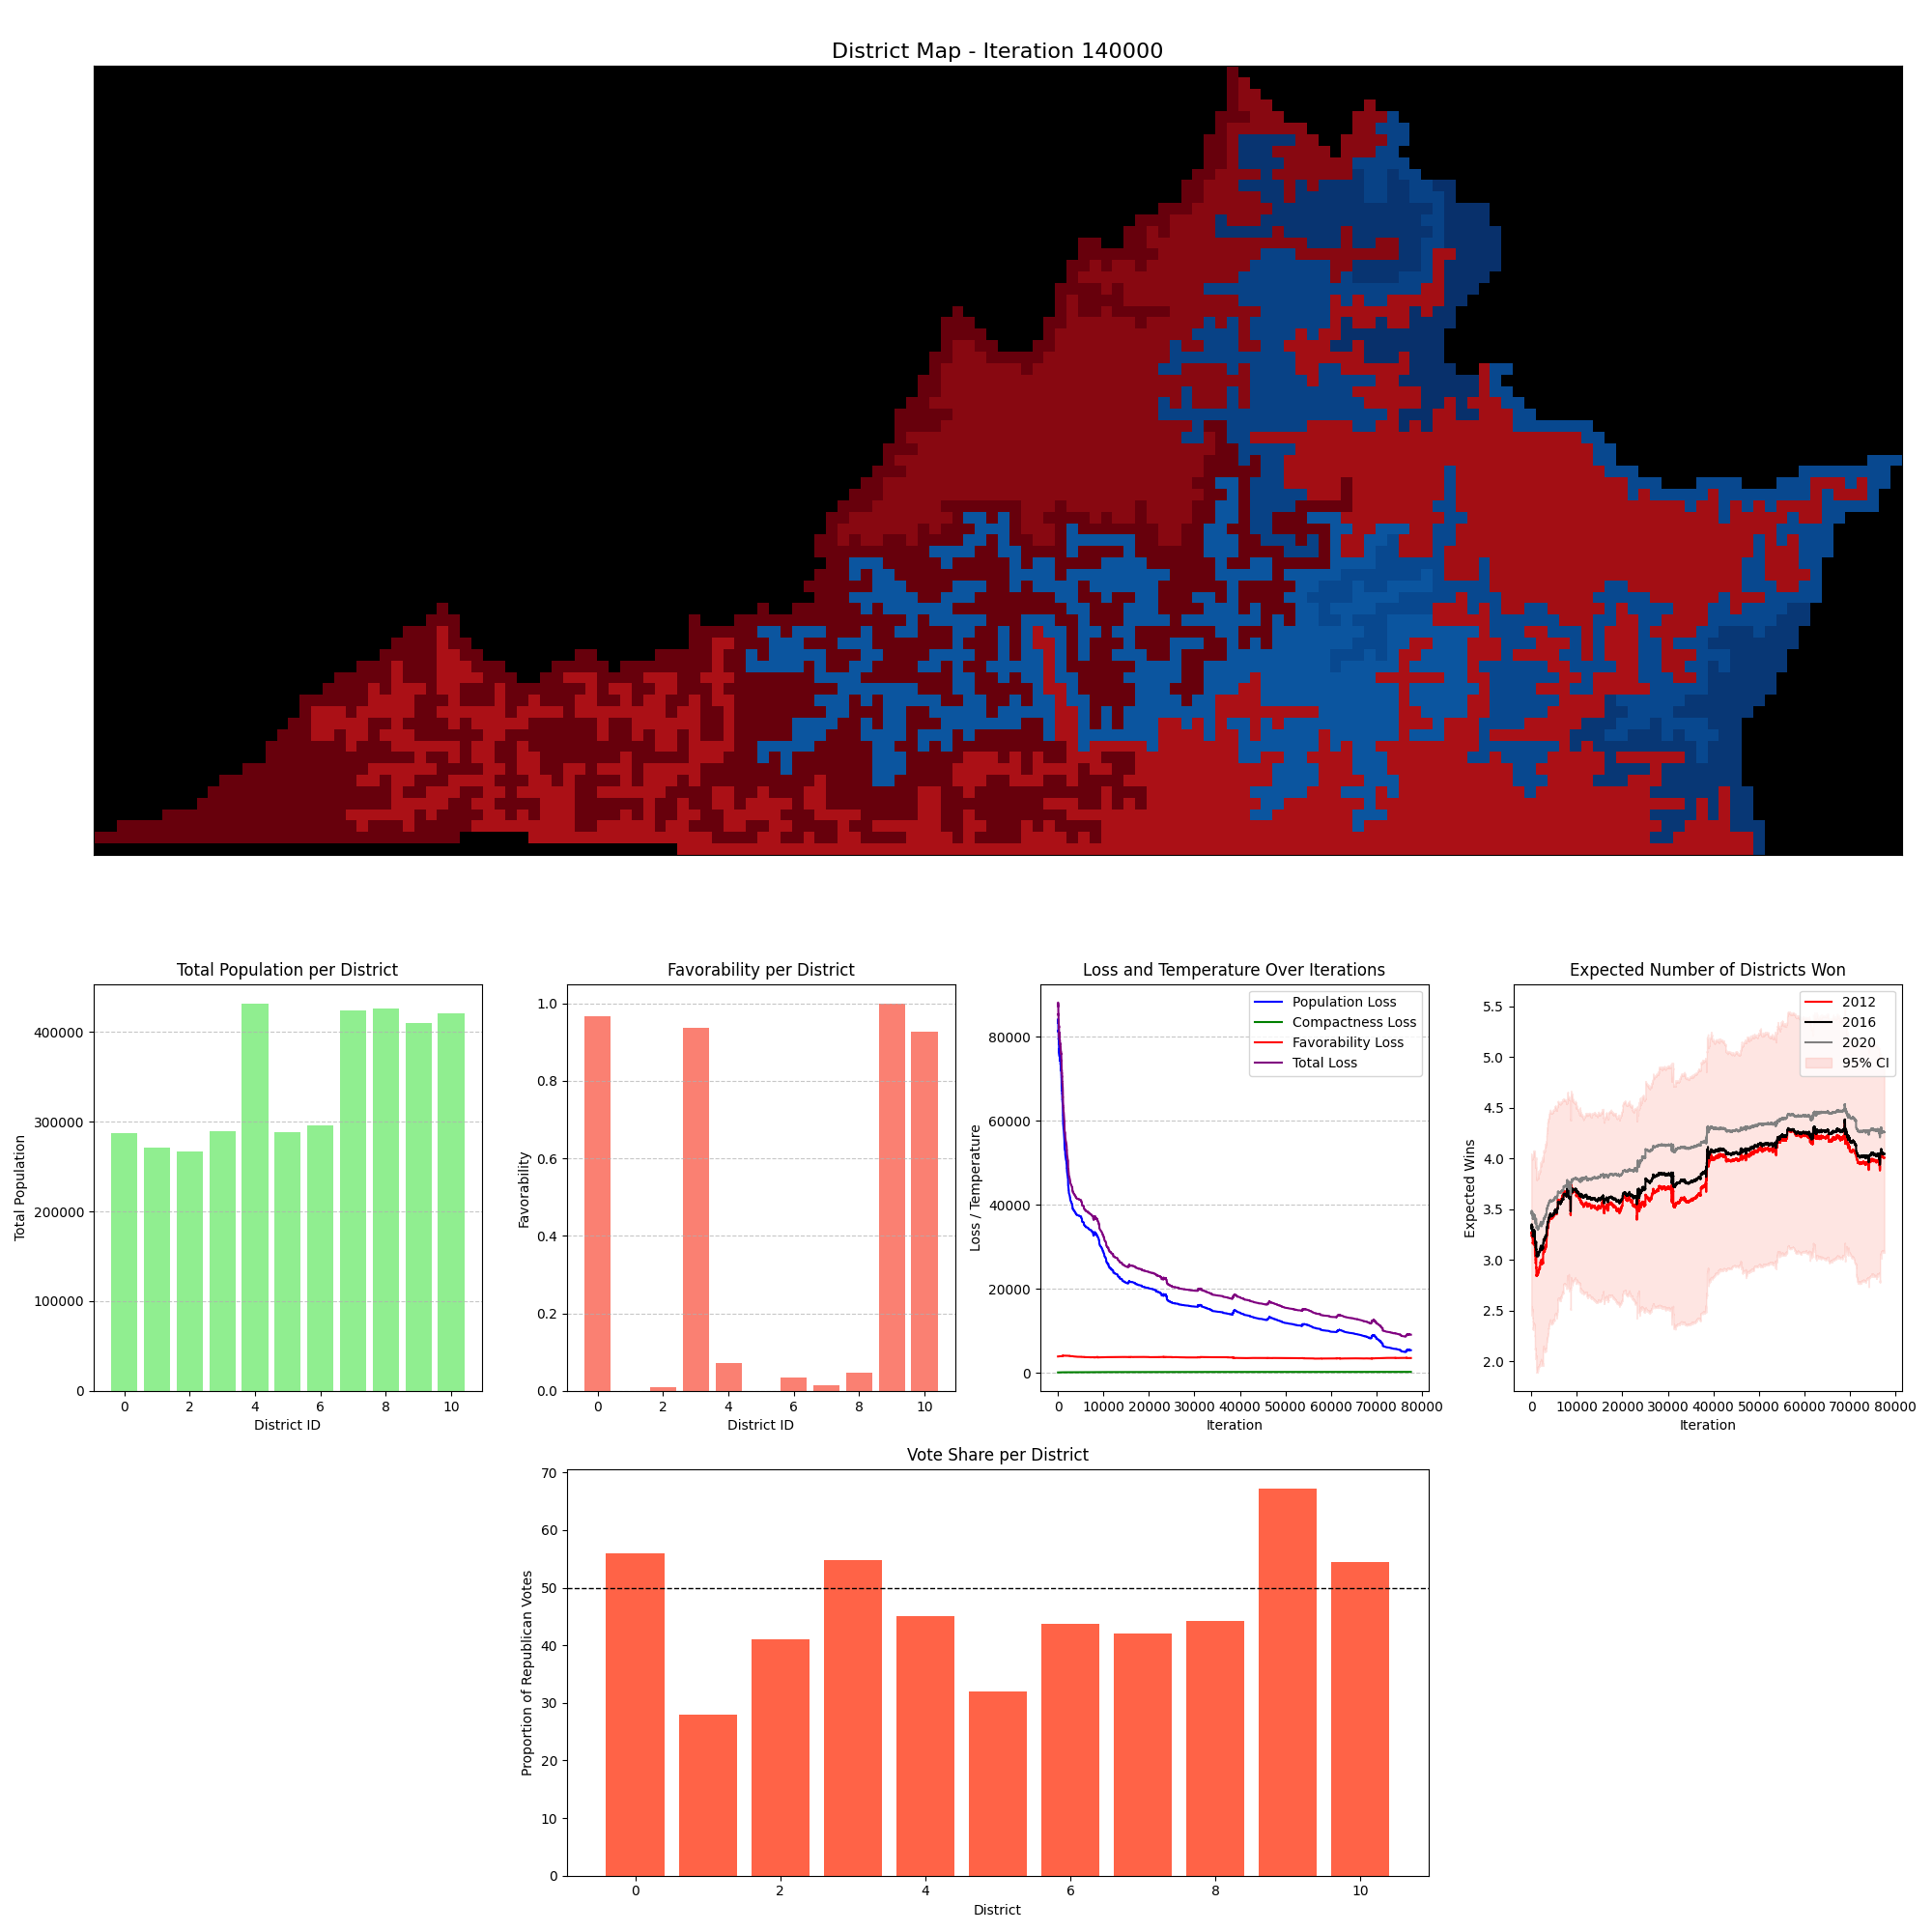 District Map - Iteration 140000
Total Population per District
Total Population
400000
300000
200000
100000
0
0 2 4 6 8 10
District ID
Favorability per District
Favorability
1.0
0.8
0.6
0.4
0.2
0.0
0 2 4 6 8 10
District ID
Loss and Temperature Over Iterations
Population Loss
Compactness Loss
Favorability Loss
Total Loss
Loss / Temperature
80000
60000
40000
20000
0
0 10000 20000 30000 40000 50000 60000 70000 80000
Iteration
Expected Number of Districts Won
2012
2016
2020
95% CI
Expected Wins
5.5
5.0
4.5
4.0
3.5
3.0
2.5
2.0
0 10000 20000 30000 40000 50000 60000 70000 80000
Iteration
Vote Share per District
Proportion of Republican Votes
70
60
50
40
30
20
10
0
0 2 4 6 8 10
District